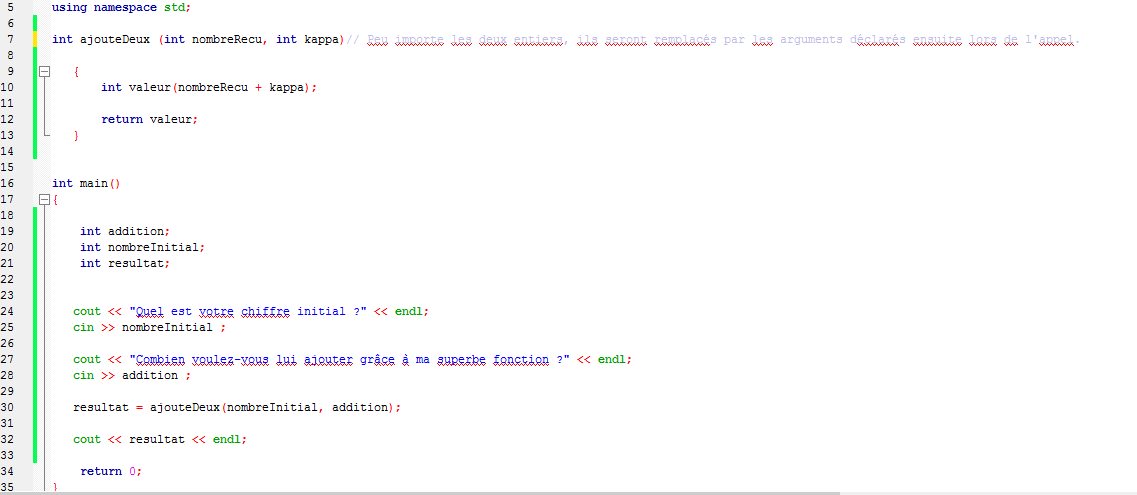 5 using namespace std;
6
7 int ajouteDeux (int nombreRecu, int kappa)// Peu importe les deux entiers, ils seront remplacés par les arguments déclarés ensuite lors de l'appel.
8
9 {
10 int valeur(nombreRecu + kappa);
11
12 return valeur;
13 }
14
15
16 int main()
17 {
18
19 int addition;
20 int nombreInitial;
21 int resultat;
22
23
24 cout << "Quel est votre chiffre initial ?" << endl;
25 cin >> nombreInitial ;
26
27 cout << "Combien voulez-vous lui ajouter grâce à ma superbe fonction ?" << endl;
28 cin >> addition ;
29
30 resultat = ajouteDeux(nombreInitial, addition);
31
32 cout << resultat << endl;
33
34 return 0;
35 }